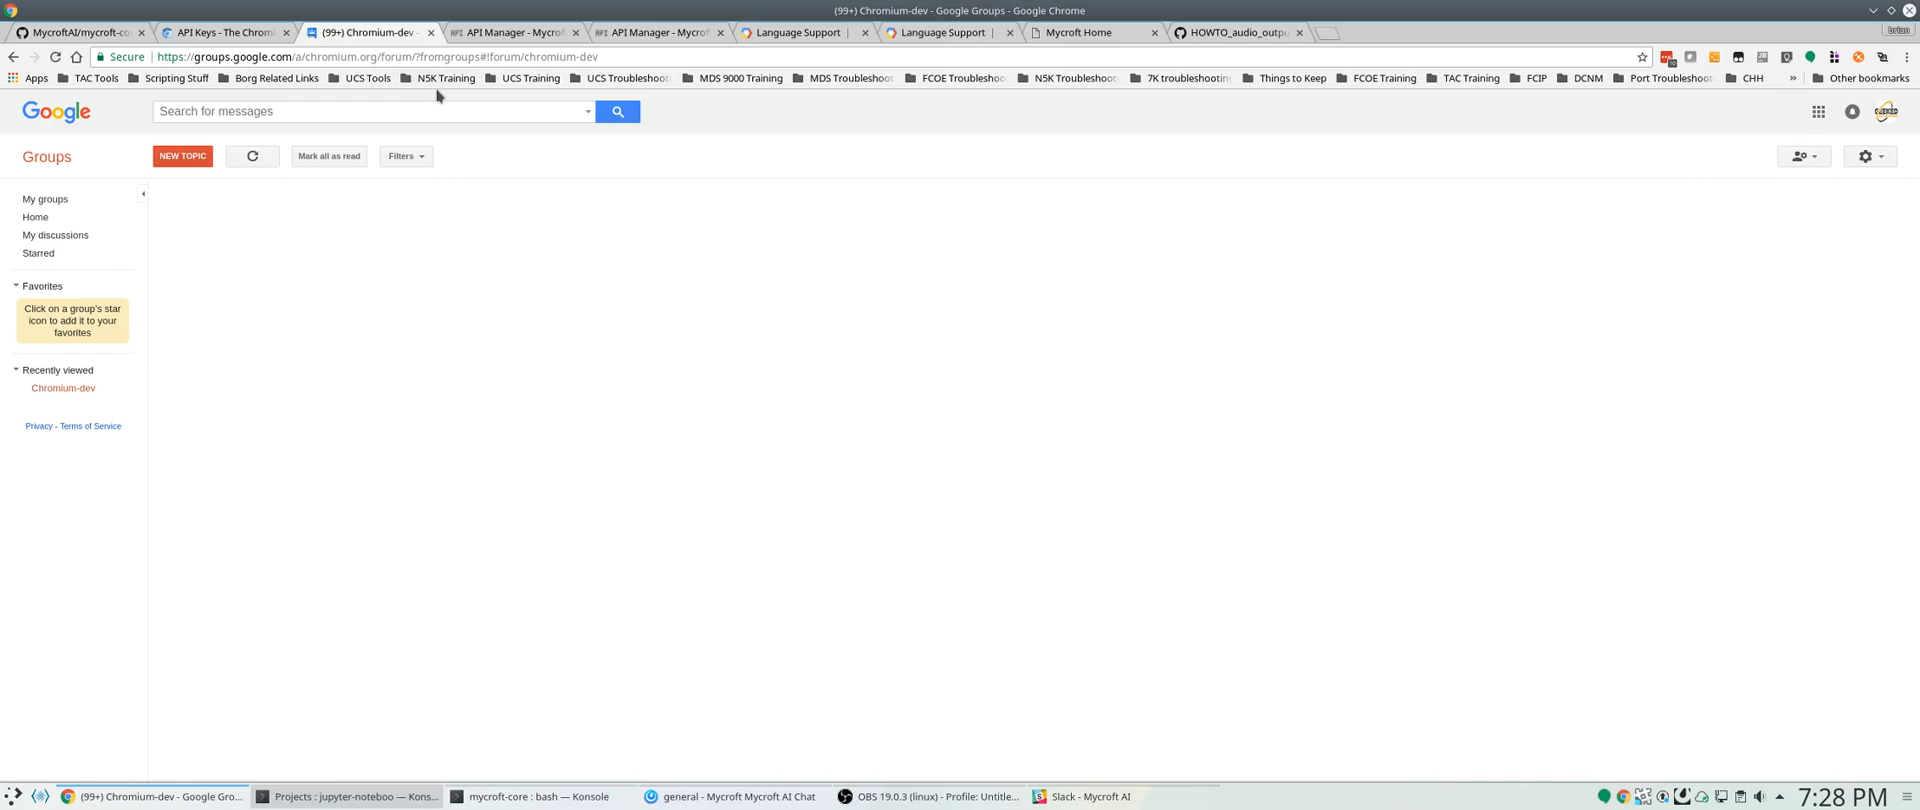 (99+) Chromium-dev - Google Groups - Google Chrome
MycroftAI/mycroft-co API Keys - The Chromi (99+) Chromium-dev - API Manager - Mycrof API Manager - Mycrof Language Support | Language Support | Mycroft Home HOWTO_audio_outpu brian
Secure https://groups.google.com/a/chromium.org/forum/?fromgroups#!forum/chromium-dev
Apps TAC Tools Scripting Stuff Borg Related Links UCS Tools N5K Training UCS Training UCS Troubleshooti MDS 9000 Training MDS Troubleshoot FCOE Troubleshoo N5K Troubleshooti 7K troubleshootin Things to Keep FCOE Training TAC Training FCIP DCNM Port Troubleshoot CHH » Other bookmarks
Google Search for messages
Groups NEW TOPIC Mark all as read Filters
My groups
Home
My discussions
Starred
Favorites
Click on a group's star
icon to add it to your
favorites
Recently viewed
Chromium-dev
Privacy - Terms of Service
(99+) Chromium-dev - Google Gro... Projects : jupyter-noteboo — Kons... mycroft-core : bash — Konsole general - Mycroft Mycroft AI Chat OBS 19.0.3 (linux) - Profile: Untitle... Slack - Mycroft AI 7:28 PM